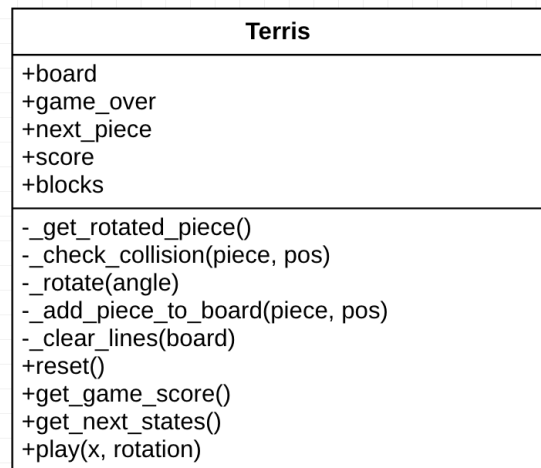 Terris
+board
+game_over
+next_piece
+score
+blocks
-_get_rotated_piece()
-_check_collision(piece, pos)
-_rotate(angle)
-_add_piece_to_board(piece, pos)
-_clear_lines(board)
+reset()
+get_game_score()
+get_next_states()
+play(x, rotation)